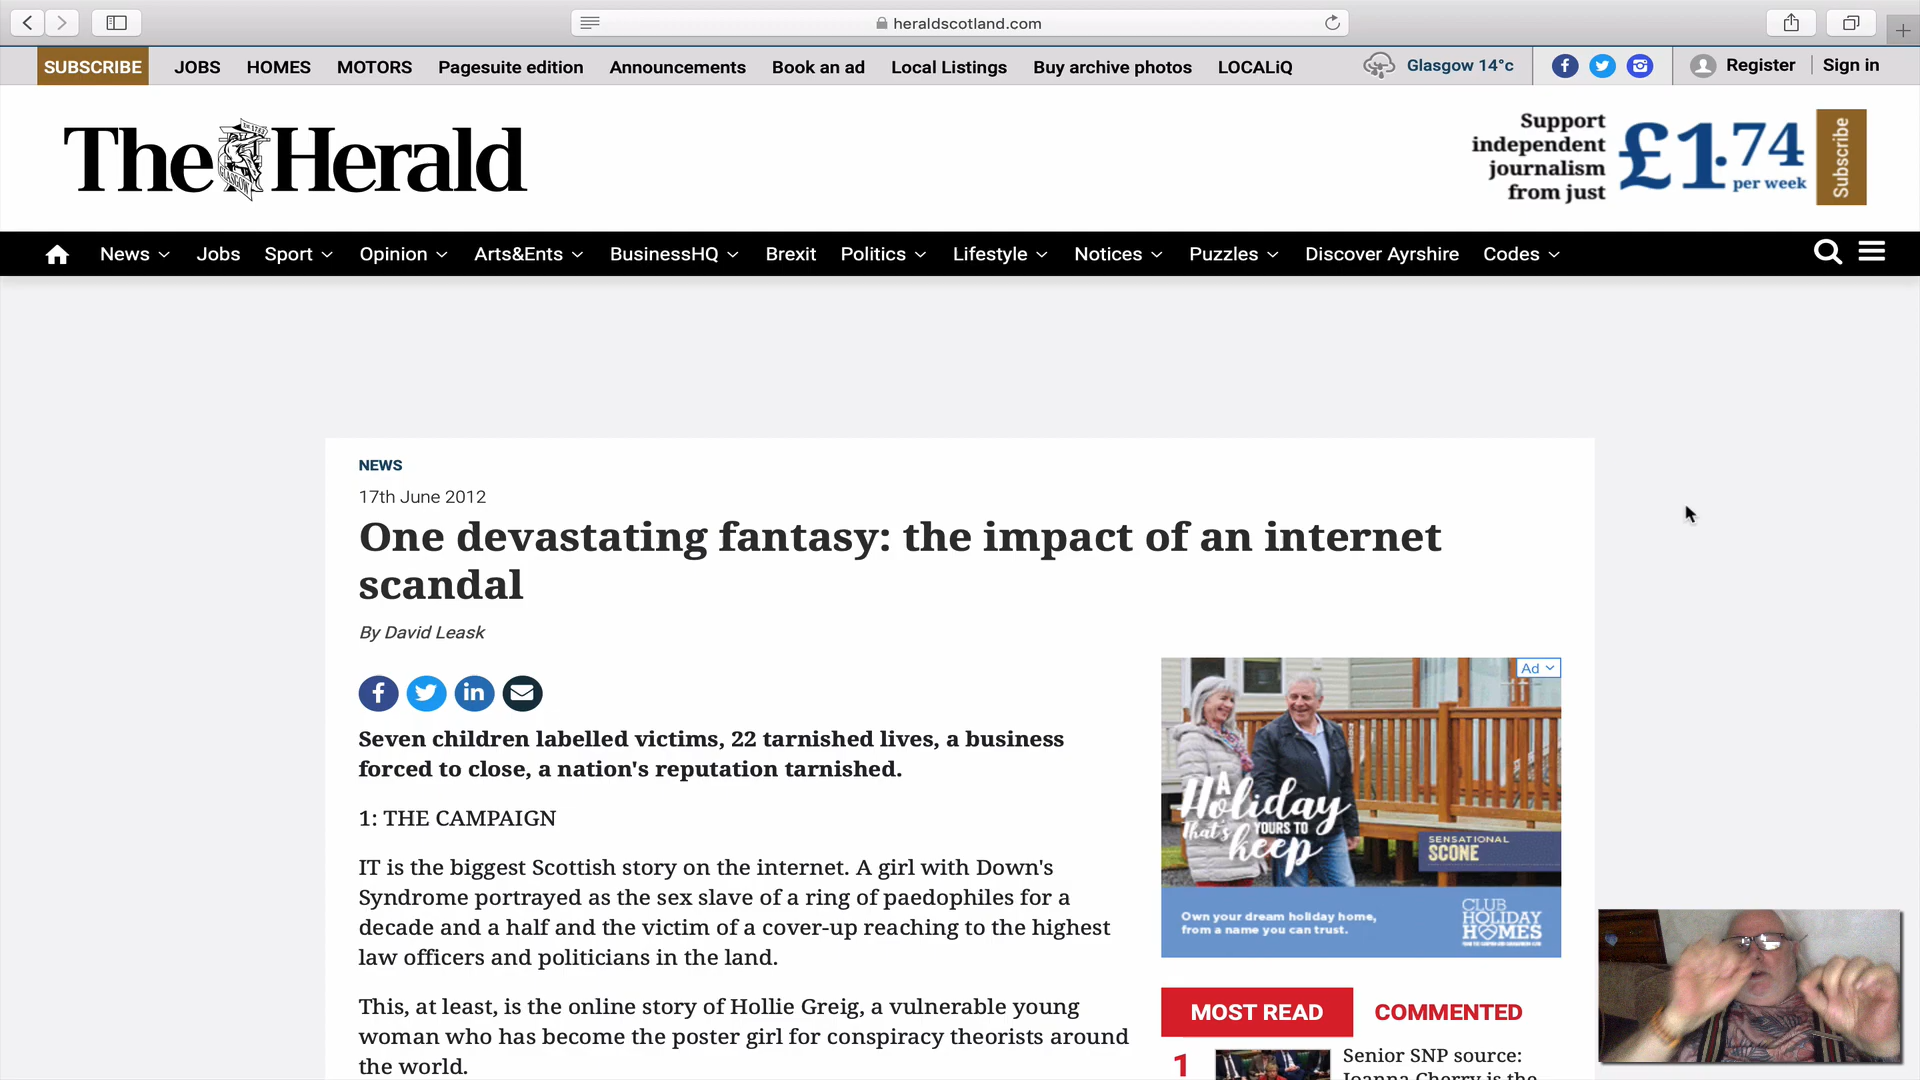 heraldscotland.com
SUBSCRIBE JOBS HOMES MOTORS Pagesuite edition Announcements Book an ad Local Listings Buy archive photos LOCALiQ Glasgow 14°c Register Sign in
The Herald
Support
independent
journalism
from just
£1.74
per week
Subscribe
News Jobs Sport Opinion Arts&Ents BusinessHQ Brexit Politics Lifestyle Notices Puzzles Discover Ayrshire Codes
NEWS
17th June 2012
One devastating fantasy: the impact of an internet
scandal
By David Leask
Seven children labelled victims, 22 tarnished lives, a business
forced to close, a nation's reputation tarnished.
1: THE CAMPAIGN
IT is the biggest Scottish story on the internet. A girl with Down's
Syndrome portrayed as the sex slave of a ring of paedophiles for a
decade and a half and the victim of a cover-up reaching to the highest
law officers and politicians in the land.
This, at least, is the online story of Hollie Greig, a vulnerable young
woman who has become the poster girl for conspiracy theorists around
the world.
Ad
A
Holiday
That's YOURS TO
keep
SENSATIONAL
SCONE
Own your dream holiday home,
from a name you can trust.
CLUB
HOLIDAY
HOMES
MOST READ COMMENTED
1
Senior SNP source:
Joanna Cherry is the